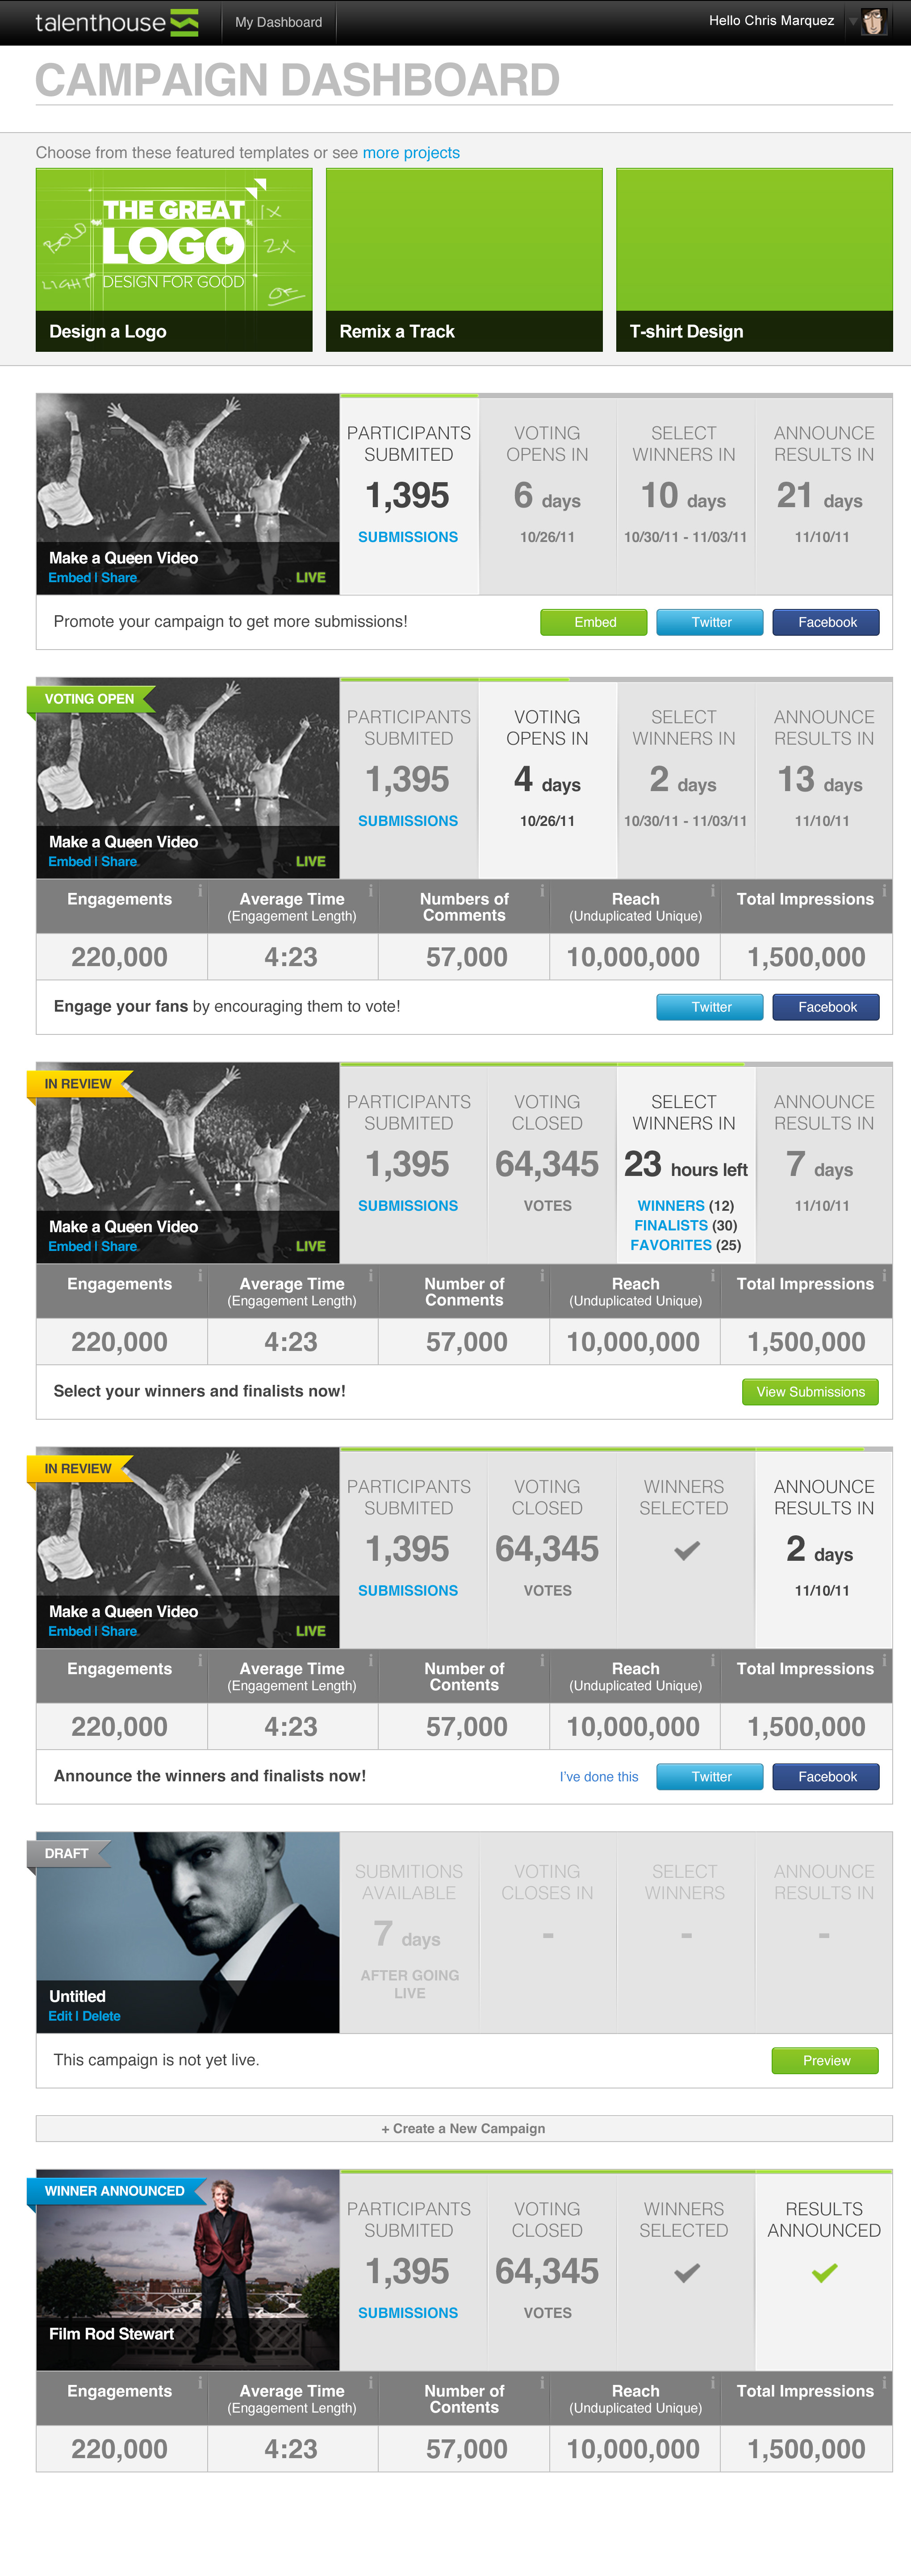 talenthouse
My Dashboard
Hello Chris Marquez
CAMPAIGN DASHBOARD
Choose from these featured templates or see more projects
THE GREAT
LOGO
DESIGN FOR GOOD
BOLD
LIGHT
1X
2X
OF
Design a Logo
Remix a Track
T-shirt Design
Make a Queen Video
Embed | Share
LIVE
PARTICIPANTS
SUBMITED
1,395
SUBMISSIONS
VOTING
OPENS IN
6 days
10/26/11
SELECT
WINNERS IN
10 days
10/30/11 - 11/03/11
ANNOUNCE
RESULTS IN
21 days
11/10/11
Promote your campaign to get more submissions!
Embed
Twitter
Facebook
VOTING OPEN
Make a Queen Video
Embed | Share
LIVE
PARTICIPANTS
SUBMITED
1,395
SUBMISSIONS
VOTING
OPENS IN
4 days
10/26/11
SELECT
WINNERS IN
2 days
10/30/11 - 11/03/11
ANNOUNCE
RESULTS IN
13 days
11/10/11
Engagements
i
Average Time
(Engagement Length)
i
Numbers of
Comments
i
Reach
(Unduplicated Unique)
i
Total Impressions
i
220,000
4:23
57,000
10,000,000
1,500,000
Engage your fans by encouraging them to vote!
Twitter
Facebook
IN REVIEW
Make a Queen Video
Embed | Share
LIVE
PARTICIPANTS
SUBMITED
1,395
SUBMISSIONS
VOTING
CLOSED
64,345
VOTES
SELECT
WINNERS IN
23 hours left
WINNERS (12)
FINALISTS (30)
FAVORITES (25)
ANNOUNCE
RESULTS IN
7 days
11/10/11
Engagements
i
Average Time
(Engagement Length)
i
Number of
Comments
i
Reach
(Unduplicated Unique)
i
Total Impressions
i
220,000
4:23
57,000
10,000,000
1,500,000
Select your winners and finalists now!
View Submissions
IN REVIEW
Make a Queen Video
Embed | Share
LIVE
PARTICIPANTS
SUBMITED
1,395
SUBMISSIONS
VOTING
CLOSED
64,345
VOTES
WINNERS
SELECTED
ANNOUNCE
RESULTS IN
2 days
11/10/11
Engagements
i
Average Time
(Engagement Length)
i
Number of
Contents
i
Reach
(Unduplicated Unique)
i
Total Impressions
i
220,000
4:23
57,000
10,000,000
1,500,000
Announce the winners and finalists now!
I've done this
Twitter
Facebook
DRAFT
Untitled
Edit | Delete
SUBMITIONS
AVAILABLE
7 days
AFTER GOING
LIVE
VOTING
CLOSES IN
-
SELECT
WINNERS
-
ANNOUNCE
RESULTS IN
-
This campaign is not yet live.
Preview
+ Create a New Campaign
WINNER ANNOUNCED
Film Rod Stewart
PARTICIPANTS
SUBMITED
1,395
SUBMISSIONS
VOTING
CLOSED
64,345
VOTES
WINNERS
SELECTED
RESULTS
ANNOUNCED
Engagements
i
Average Time
(Engagement Length)
i
Number of
Contents
i
Reach
(Unduplicated Unique)
i
Total Impressions
i
220,000
4:23
57,000
10,000,000
1,500,000